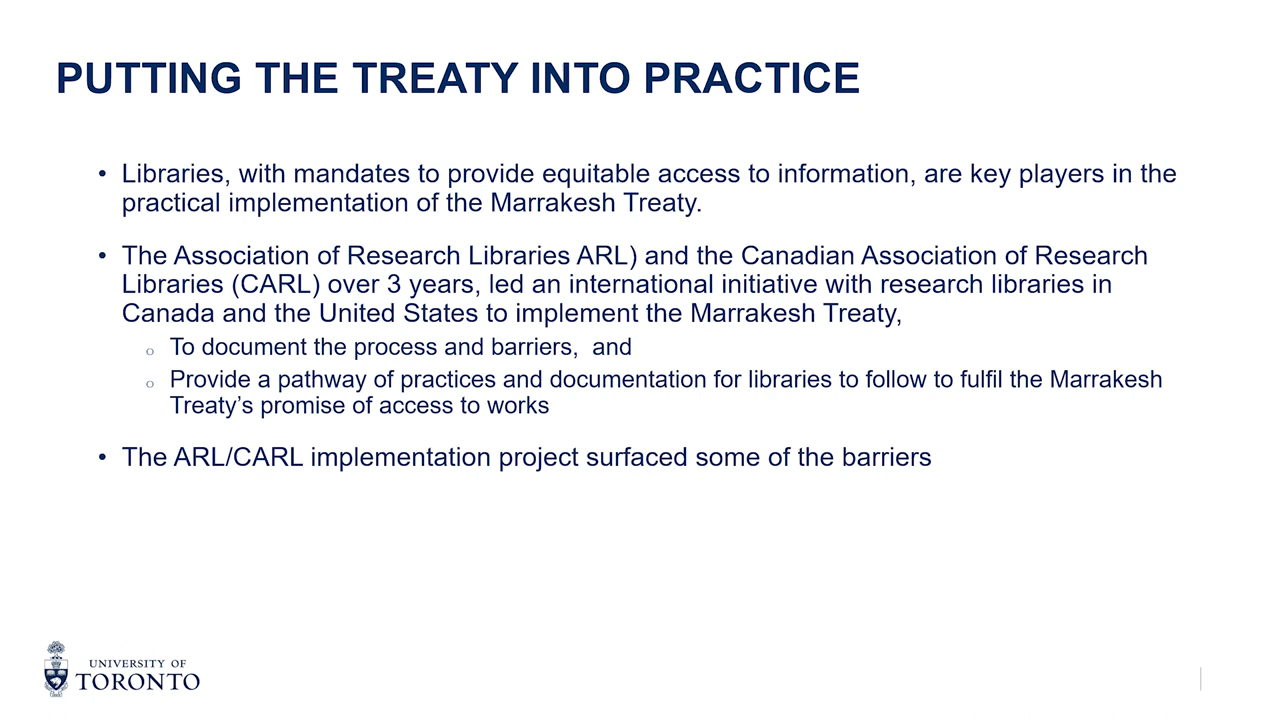 PUTTING THE TREATY INTO PRACTICE
• Libraries, with mandates to provide equitable access to information, are key players in the
practical implementation of the Marrakesh Treaty.
• The Association of Research Libraries ARL) and the Canadian Association of Research
Libraries (CARL) over 3 years, led an international initiative with research libraries in
Canada and the United States to implement the Marrakesh Treaty,
o To document the process and barriers,  and
o Provide a pathway of practices and documentation for libraries to follow to fulfil the Marrakesh
Treaty’s promise of access to works
• The ARL/CARL implementation project surfaced some of the barriers
UNIVERSITY OF
TORONTO